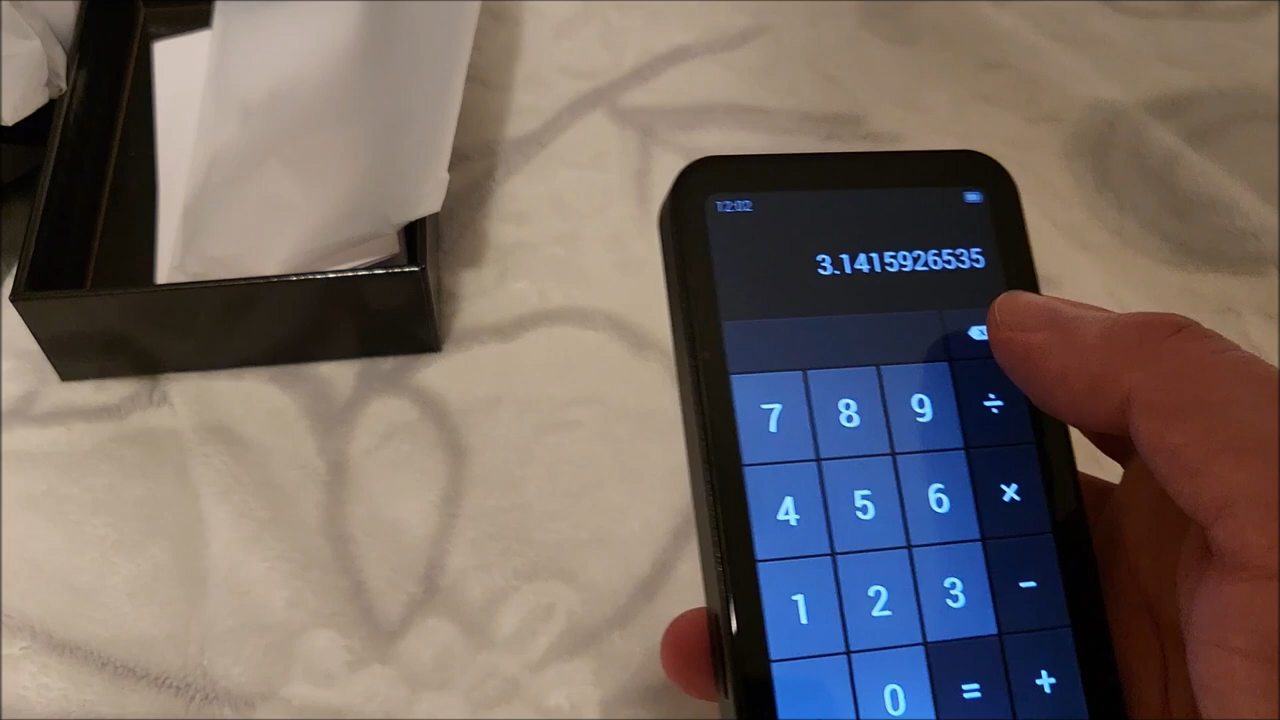 12:02
3.1415926535
7 8 9 ÷
4 5 6 ×
1 2 3 -
0 = +